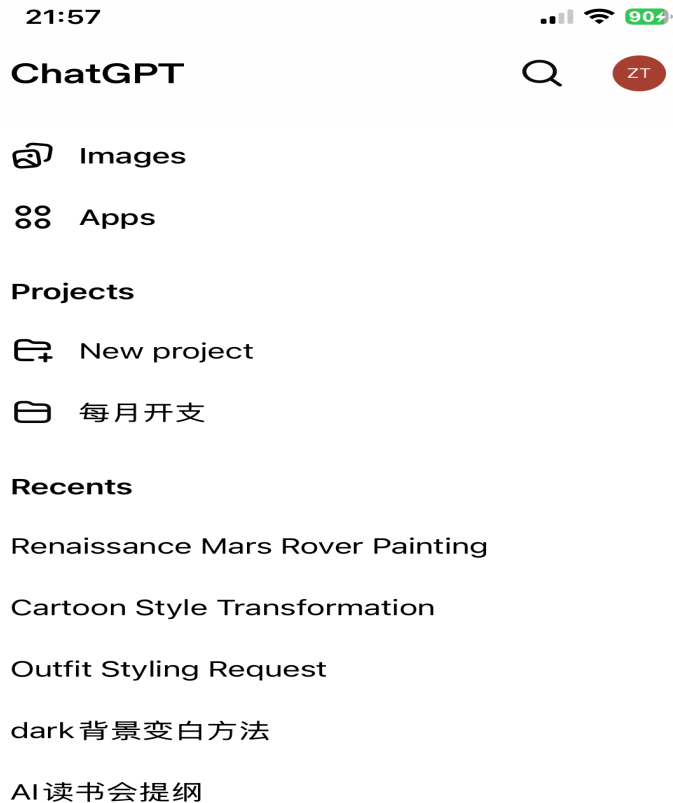 21:57
90
ChatGPT
ZT
Images
Apps
Projects
New project
每月开支
Recents
Renaissance Mars Rover Painting
Cartoon Style Transformation
Outfit Styling Request
dark背景变白方法
AI读书会提纲